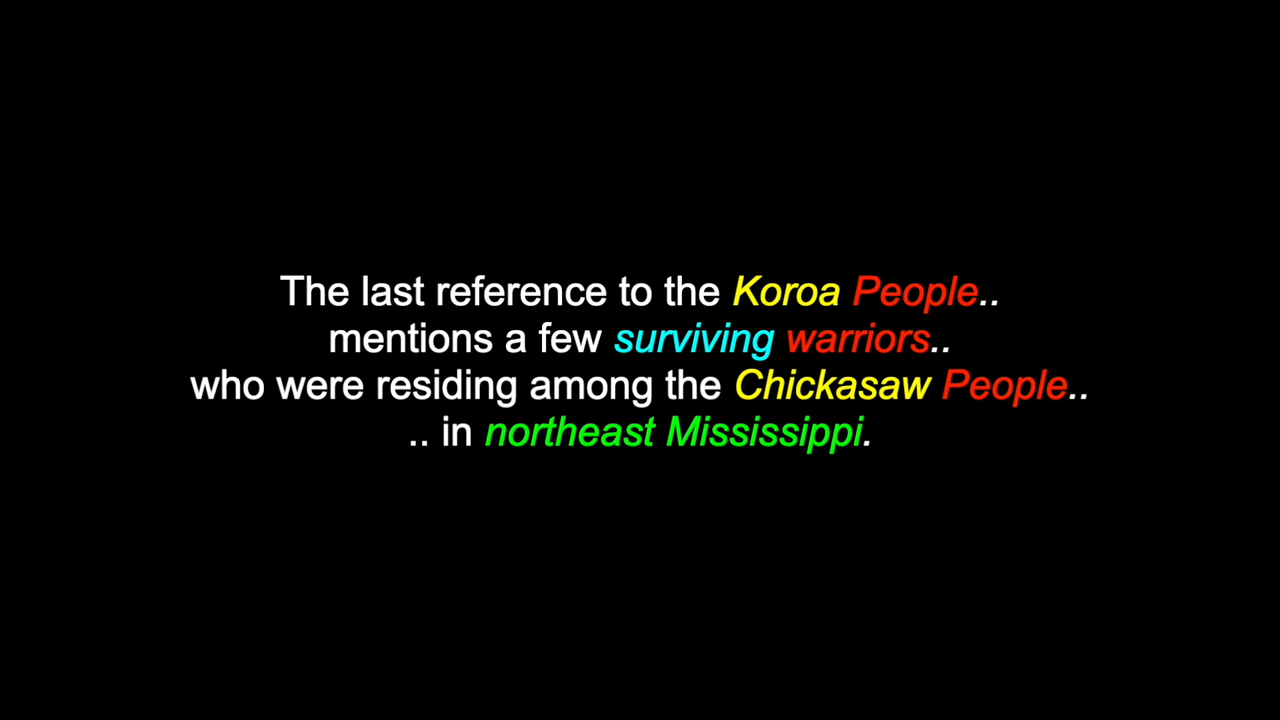 The last reference to the Koroa People..
mentions a few surviving warriors..
who were residing among the Chickasaw People..
.. in northeast Mississippi.